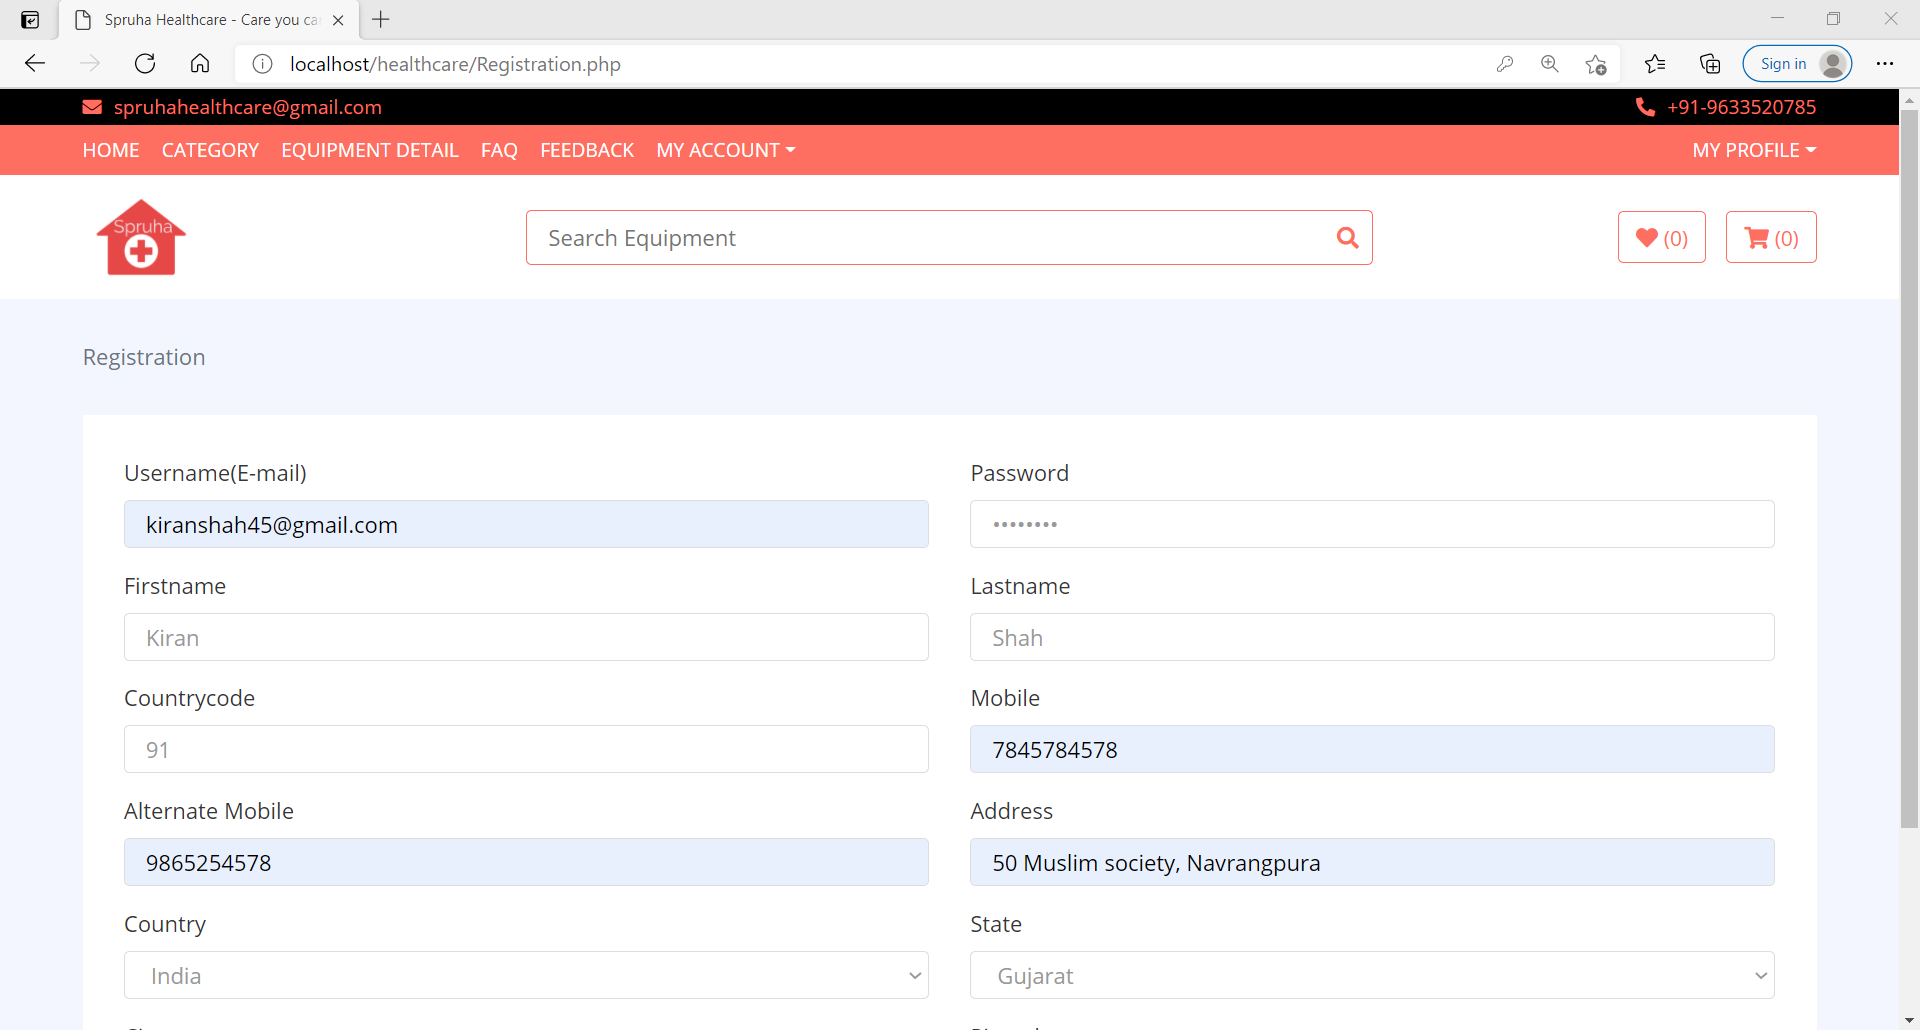 Spruha Healthcare - Care you ca
localhost/healthcare/Registration.php
Sign in
spruhahealthcare@gmail.com
+91-9633520785
HOME CATEGORY EQUIPMENT DETAIL FAQ FEEDBACK MY ACCOUNT MY PROFILE
Spruha
Search Equipment
(0) (0)
Registration
Username(E-mail) Password
kiranshah45@gmail.com ••••••••
Firstname Lastname
Kiran Shah
Countrycode Mobile
91 7845784578
Alternate Mobile Address
9865254578 50 Muslim society, Navrangpura
Country State
India Gujarat